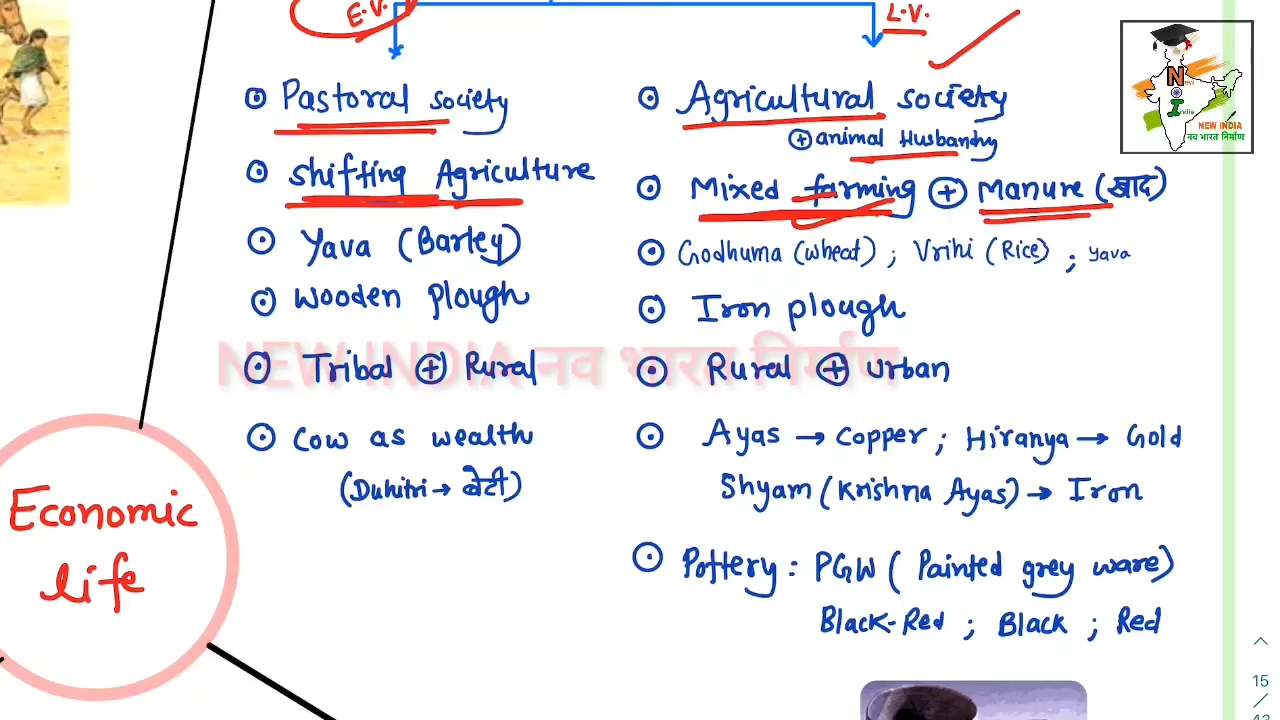 E.V.
L.V.
Pastoral society
Shifting Agriculture
Yava (Barley)
Wooden Plough
Tribal + Rural
Cow as wealth
(Duhitri → बेटी)
Agricultural society
+ animal Husbandry
Mixed farming + Manure (खाद)
Godhuma (wheat) ; Vrihi (Rice) ; Yava
Iron plough
Rural + Urban
Ayas → Copper ; Hiranya → Gold
Shyam (Krishna Ayas) → Iron
Pottery : PGW ( Painted grey ware)
Black-Red ; Black ; Red
Economic
life
NEW INDIA नव भारत निर्माण
N
I
ndia
NEW INDIA
नव भारत निर्माण
15
/